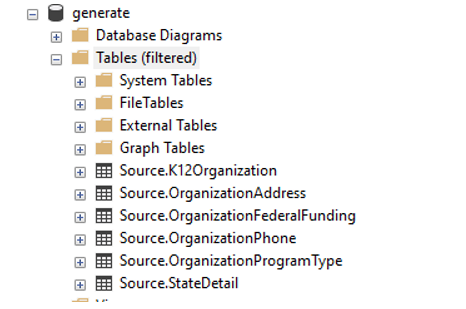 generate
Database Diagrams
Tables (filtered)
System Tables
FileTables
External Tables
Graph Tables
Source.K12Organization
Source.OrganizationAddress
Source.OrganizationFederalFunding
Source.OrganizationPhone
Source.OrganizationProgramType
Source.StateDetail